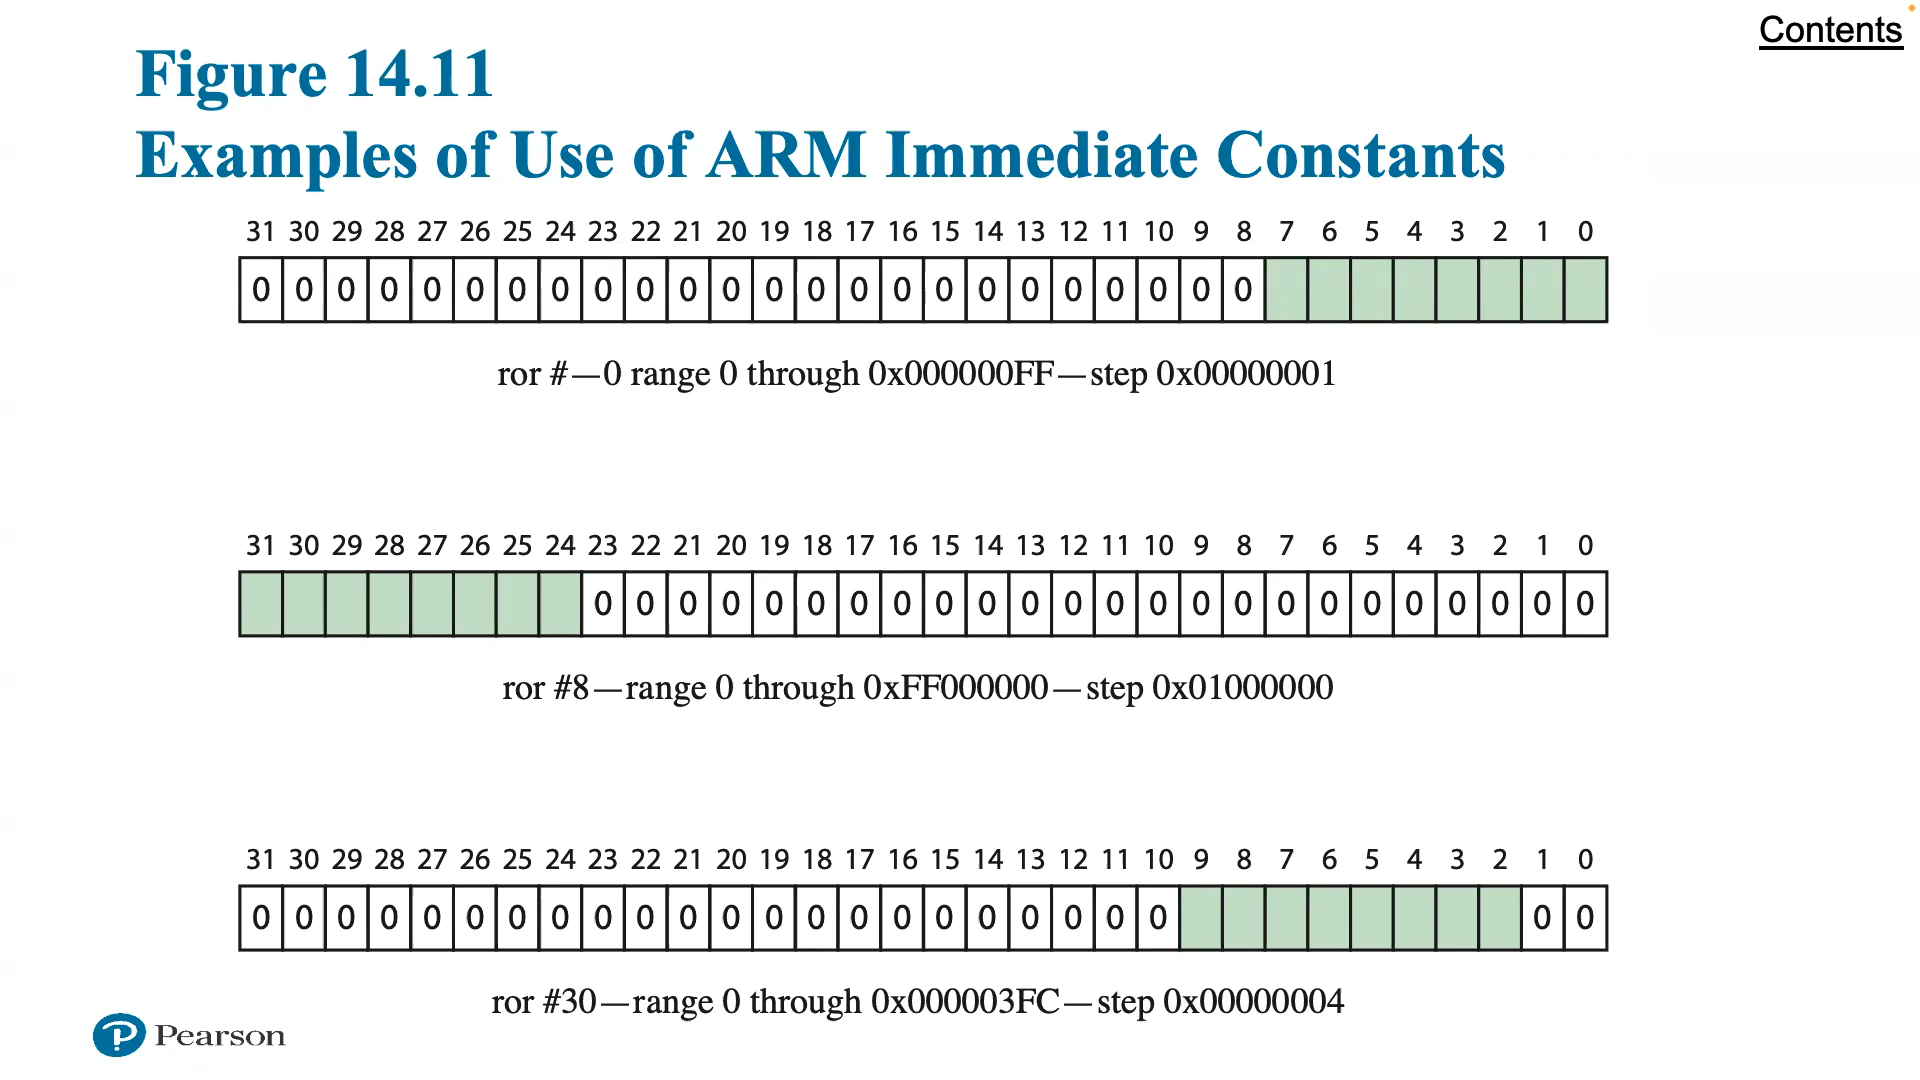 Contents
Figure 14.11
Examples of Use of ARM Immediate Constants
31 30 29 28 27 26 25 24 23 22 21 20 19 18 17 16 15 14 13 12 11 10 9 8 7 6 5 4 3 2 1 0
0 0 0 0 0 0 0 0 0 0 0 0 0 0 0 0 0 0 0 0 0 0 0 0
ror #—0 range 0 through 0x000000FF—step 0x00000001
31 30 29 28 27 26 25 24 23 22 21 20 19 18 17 16 15 14 13 12 11 10 9 8 7 6 5 4 3 2 1 0
0 0 0 0 0 0 0 0 0 0 0 0 0 0 0 0 0 0 0 0 0 0 0 0
ror #8—range 0 through 0xFF000000—step 0x01000000
31 30 29 28 27 26 25 24 23 22 21 20 19 18 17 16 15 14 13 12 11 10 9 8 7 6 5 4 3 2 1 0
0 0 0 0 0 0 0 0 0 0 0 0 0 0 0 0 0 0 0 0 0 0 0 0
ror #30—range 0 through 0x000003FC—step 0x00000004
Pearson